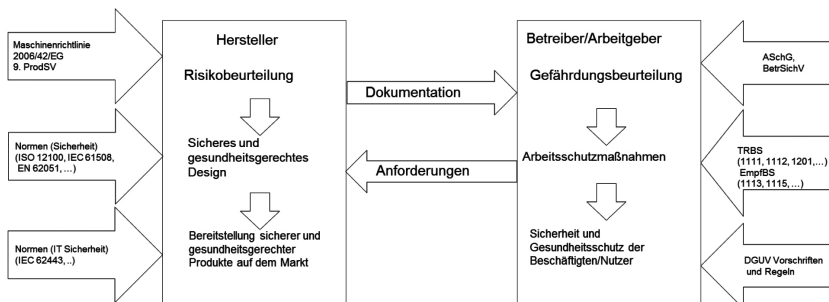 Maschinenrichtlinie
2006/42/EG
9. ProdSV
Normen (Sicherheit)
(ISO 12100, IEC 61508,
EN 62051, ...)
Normen (IT Sicherheit)
(IEC 62443, ..)
Hersteller
Risikobeurteilung
Sicheres und
gesundheitsgerechtes
Design
Bereitstellung sicherer und
gesundheitsgerechter
Produkte auf dem Markt
Dokumentation
Anforderungen
Betreiber/Arbeitgeber
Gefährdungsbeurteilung
Arbeitsschutzmaßnahmen
Sicherheit und
Gesundheitsschutz der
Beschäftigten/Nutzer
ASchG,
BetrSichV
TRBS
(1111, 1112, 1201,...)
EmpfBS
(1113, 1115, ...)
DGUV Vorschriften
und Regeln